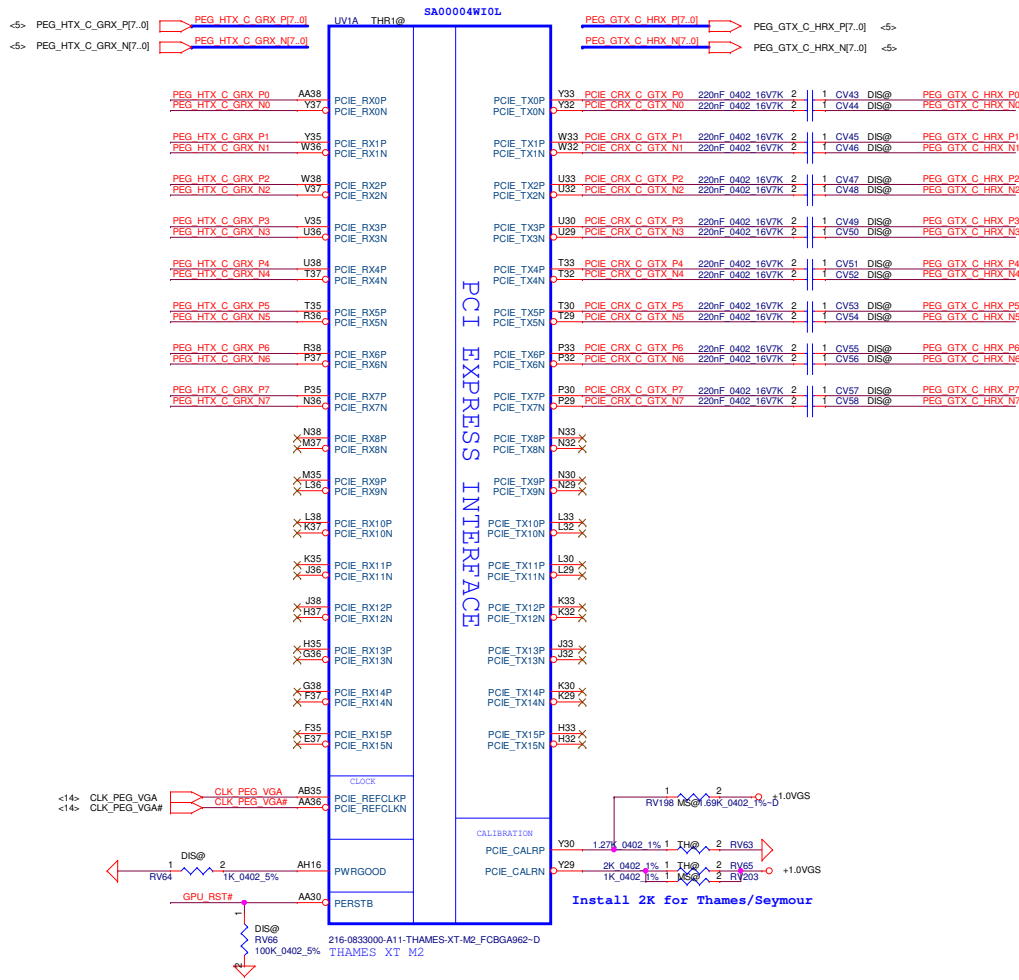 SA00004WI0L
UV1A THR1@
<5> PEG_HTX_C_GRX_P[7..0] PEG_HTX_C_GRX_P[7..0]
<5> PEG_HTX_C_GRX_N[7..0] PEG_HTX_C_GRX_N[7..0]
PEG_GTX_C_HRX_P[7..0] PEG_GTX_C_HRX_P[7..0] <5>
PEG_GTX_C_HRX_N[7..0] PEG_GTX_C_HRX_N[7..0] <5>
PEG_HTX_C_GRX_P0 AA38 PCIE_RX0P
PEG_HTX_C_GRX_N0 Y37 PCIE_RX0N
PEG_HTX_C_GRX_P1 Y35 PCIE_RX1P
PEG_HTX_C_GRX_N1 W36 PCIE_RX1N
PEG_HTX_C_GRX_P2 W38 PCIE_RX2P
PEG_HTX_C_GRX_N2 V37 PCIE_RX2N
PEG_HTX_C_GRX_P3 V35 PCIE_RX3P
PEG_HTX_C_GRX_N3 U36 PCIE_RX3N
PEG_HTX_C_GRX_P4 U38 PCIE_RX4P
PEG_HTX_C_GRX_N4 T37 PCIE_RX4N
PEG_HTX_C_GRX_P5 T35 PCIE_RX5P
PEG_HTX_C_GRX_N5 R36 PCIE_RX5N
PEG_HTX_C_GRX_P6 R38 PCIE_RX6P
PEG_HTX_C_GRX_N6 P37 PCIE_RX6N
PEG_HTX_C_GRX_P7 P35 PCIE_RX7P
PEG_HTX_C_GRX_N7 N36 PCIE_RX7N
N38 PCIE_RX8P
M37 PCIE_RX8N
M35 PCIE_RX9P
L36 PCIE_RX9N
L38 PCIE_RX10P
K37 PCIE_RX10N
K35 PCIE_RX11P
J36 PCIE_RX11N
J38 PCIE_RX12P
H37 PCIE_RX12N
H35 PCIE_RX13P
G36 PCIE_RX13N
G38 PCIE_RX14P
F37 PCIE_RX14N
F35 PCIE_RX15P
E37 PCIE_RX15N
PCI EXPRESS INTERFACE
PCIE_TX0P Y33 PCIE_CRX_C_GTX_P0 220nF_0402_16V7K 2 1 CV43 DIS@ PEG_GTX_C_HRX_P0
PCIE_TX0N Y32 PCIE_CRX_C_GTX_N0 220nF_0402_16V7K 2 1 CV44 DIS@ PEG_GTX_C_HRX_N0
PCIE_TX1P W33 PCIE_CRX_C_GTX_P1 220nF_0402_16V7K 2 1 CV45 DIS@ PEG_GTX_C_HRX_P1
PCIE_TX1N W32 PCIE_CRX_C_GTX_N1 220nF_0402_16V7K 2 1 CV46 DIS@ PEG_GTX_C_HRX_N1
PCIE_TX2P U33 PCIE_CRX_C_GTX_P2 220nF_0402_16V7K 2 1 CV47 DIS@ PEG_GTX_C_HRX_P2
PCIE_TX2N U32 PCIE_CRX_C_GTX_N2 220nF_0402_16V7K 2 1 CV48 DIS@ PEG_GTX_C_HRX_N2
PCIE_TX3P U30 PCIE_CRX_C_GTX_P3 220nF_0402_16V7K 2 1 CV49 DIS@ PEG_GTX_C_HRX_P3
PCIE_TX3N U29 PCIE_CRX_C_GTX_N3 220nF_0402_16V7K 2 1 CV50 DIS@ PEG_GTX_C_HRX_N3
PCIE_TX4P T33 PCIE_CRX_C_GTX_P4 220nF_0402_16V7K 2 1 CV51 DIS@ PEG_GTX_C_HRX_P4
PCIE_TX4N T32 PCIE_CRX_C_GTX_N4 220nF_0402_16V7K 2 1 CV52 DIS@ PEG_GTX_C_HRX_N4
PCIE_TX5P T30 PCIE_CRX_C_GTX_P5 220nF_0402_16V7K 2 1 CV53 DIS@ PEG_GTX_C_HRX_P5
PCIE_TX5N T29 PCIE_CRX_C_GTX_N5 220nF_0402_16V7K 2 1 CV54 DIS@ PEG_GTX_C_HRX_N5
PCIE_TX6P P33 PCIE_CRX_C_GTX_P6 220nF_0402_16V7K 2 1 CV55 DIS@ PEG_GTX_C_HRX_P6
PCIE_TX6N P32 PCIE_CRX_C_GTX_N6 220nF_0402_16V7K 2 1 CV56 DIS@ PEG_GTX_C_HRX_N6
PCIE_TX7P P30 PCIE_CRX_C_GTX_P7 220nF_0402_16V7K 2 1 CV57 DIS@ PEG_GTX_C_HRX_P7
PCIE_TX7N P29 PCIE_CRX_C_GTX_N7 220nF_0402_16V7K 2 1 CV58 DIS@ PEG_GTX_C_HRX_N7
PCIE_TX8P N33
PCIE_TX8N N32
PCIE_TX9P N30
PCIE_TX9N N29
PCIE_TX10P L33
PCIE_TX10N L32
PCIE_TX11P L30
PCIE_TX11N L29
PCIE_TX12P K33
PCIE_TX12N K32
PCIE_TX13P J33
PCIE_TX13N J32
PCIE_TX14P K30
PCIE_TX14N K29
PCIE_TX15P H33
PCIE_TX15N H32
CLOCK
<14> CLK_PEG_VGA CLK_PEG_VGA AB35 PCIE_REFCLKP
<14> CLK_PEG_VGA# CLK_PEG_VGA# AA36 PCIE_REFCLKN
1 2
RV198 MS@1.69K_0402_1%~D +1.0VGS
CALIBRATION
PCIE_CALRP Y30 1.27K_0402_1% 1 TH@ 2 RV63
PCIE_CALRN Y29 2K_0402_1% 1 TH@ 2 RV65 +1.0VGS
1K_0402_1% 1 MS@ 2 RV203
Install 2K for Thames/Seymour
DIS@
1 2 AH16 PWRGOOD
RV64 1K_0402_5%
GPU_RST# AA30 PERSTB
1
DIS@
RV66
100K_0402_5%
2
216-0833000-A11-THAMES-XT-M2_FCBGA962~D
THAMES XT M2